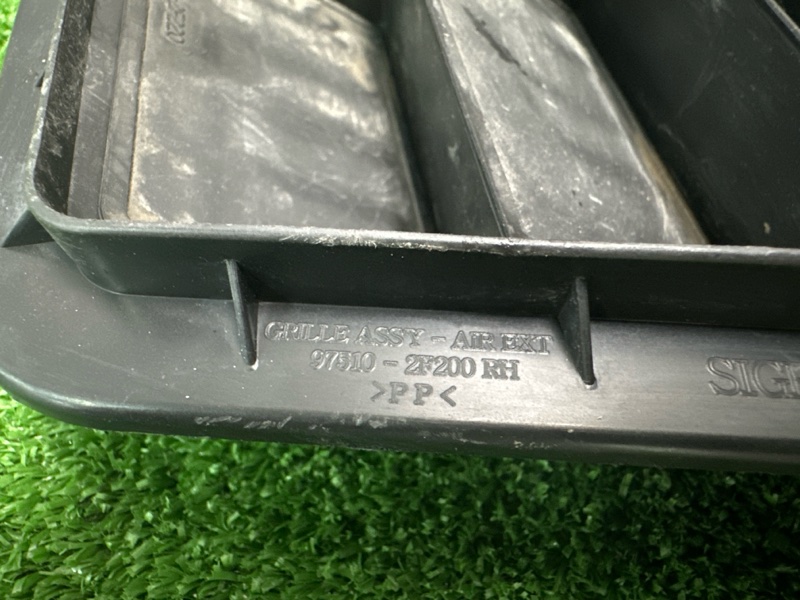 GRILLE ASSY - AIR EXT
97510 - 2F200 RH
>PP<